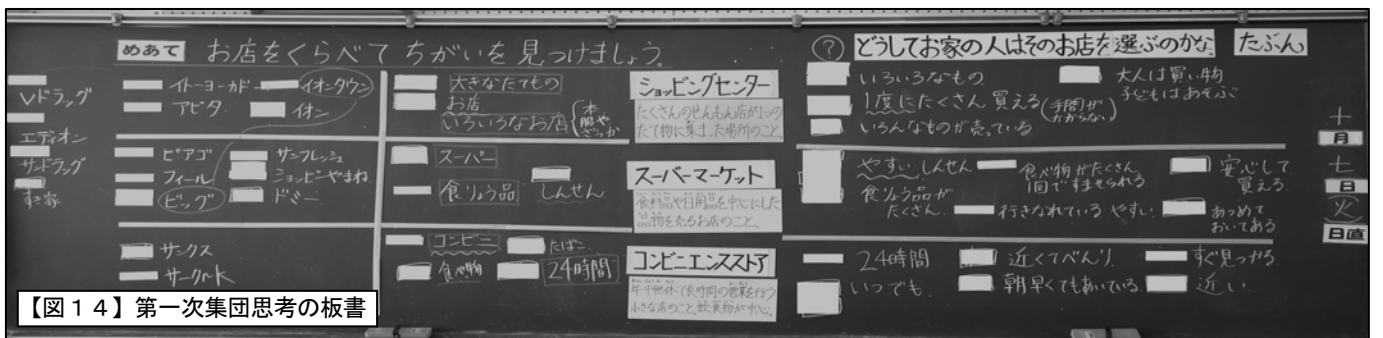 めあて お店をくらべて ちがいを見つけましょう。
? どうしてお家の人はそのお店を選ぶのかな。 たぶん
Vドラッグ
エディオン
サンドラッグ
すき家
イトーヨーカドー イオンタウン
アピタ イオン
大きなたてもの
お店
いろいろなお店 本 服や ざっか
ショッピングセンター
たくさんのせんもん店が1つの
たて物に集まった場所のこと。
いろいろなもの
1度にたくさん 買える(手間がかからない)
いろんなものが売っている
大人は買い物
子どもはあそぶ
ピアゴ サンフレッシュ
フィール ショッピーやまね
ビッグ ドミー
スーパー
食りょう品 しんせん
スーパーマーケット
食料品や日用品を中心にした
品物を売るお店のこと。
やすい しんせん
食りょう品が
たくさん
食べ物がたくさん
1回ですませられる
行きなれている やすい
安心して
買える
あつめて
おいてある
サンクス
サークルK
コンビニ たばこ
食べ物 24時間
コンビニエンスストア
年中無休で長時間の営業を行う
小さな店のこと。飲食物が中心。
24時間 近くてべんり すぐ見つかる
いつでも 朝早くてもあいている 近い
十
月
七
日
火
日直
【図14】第一次集団思考の板書